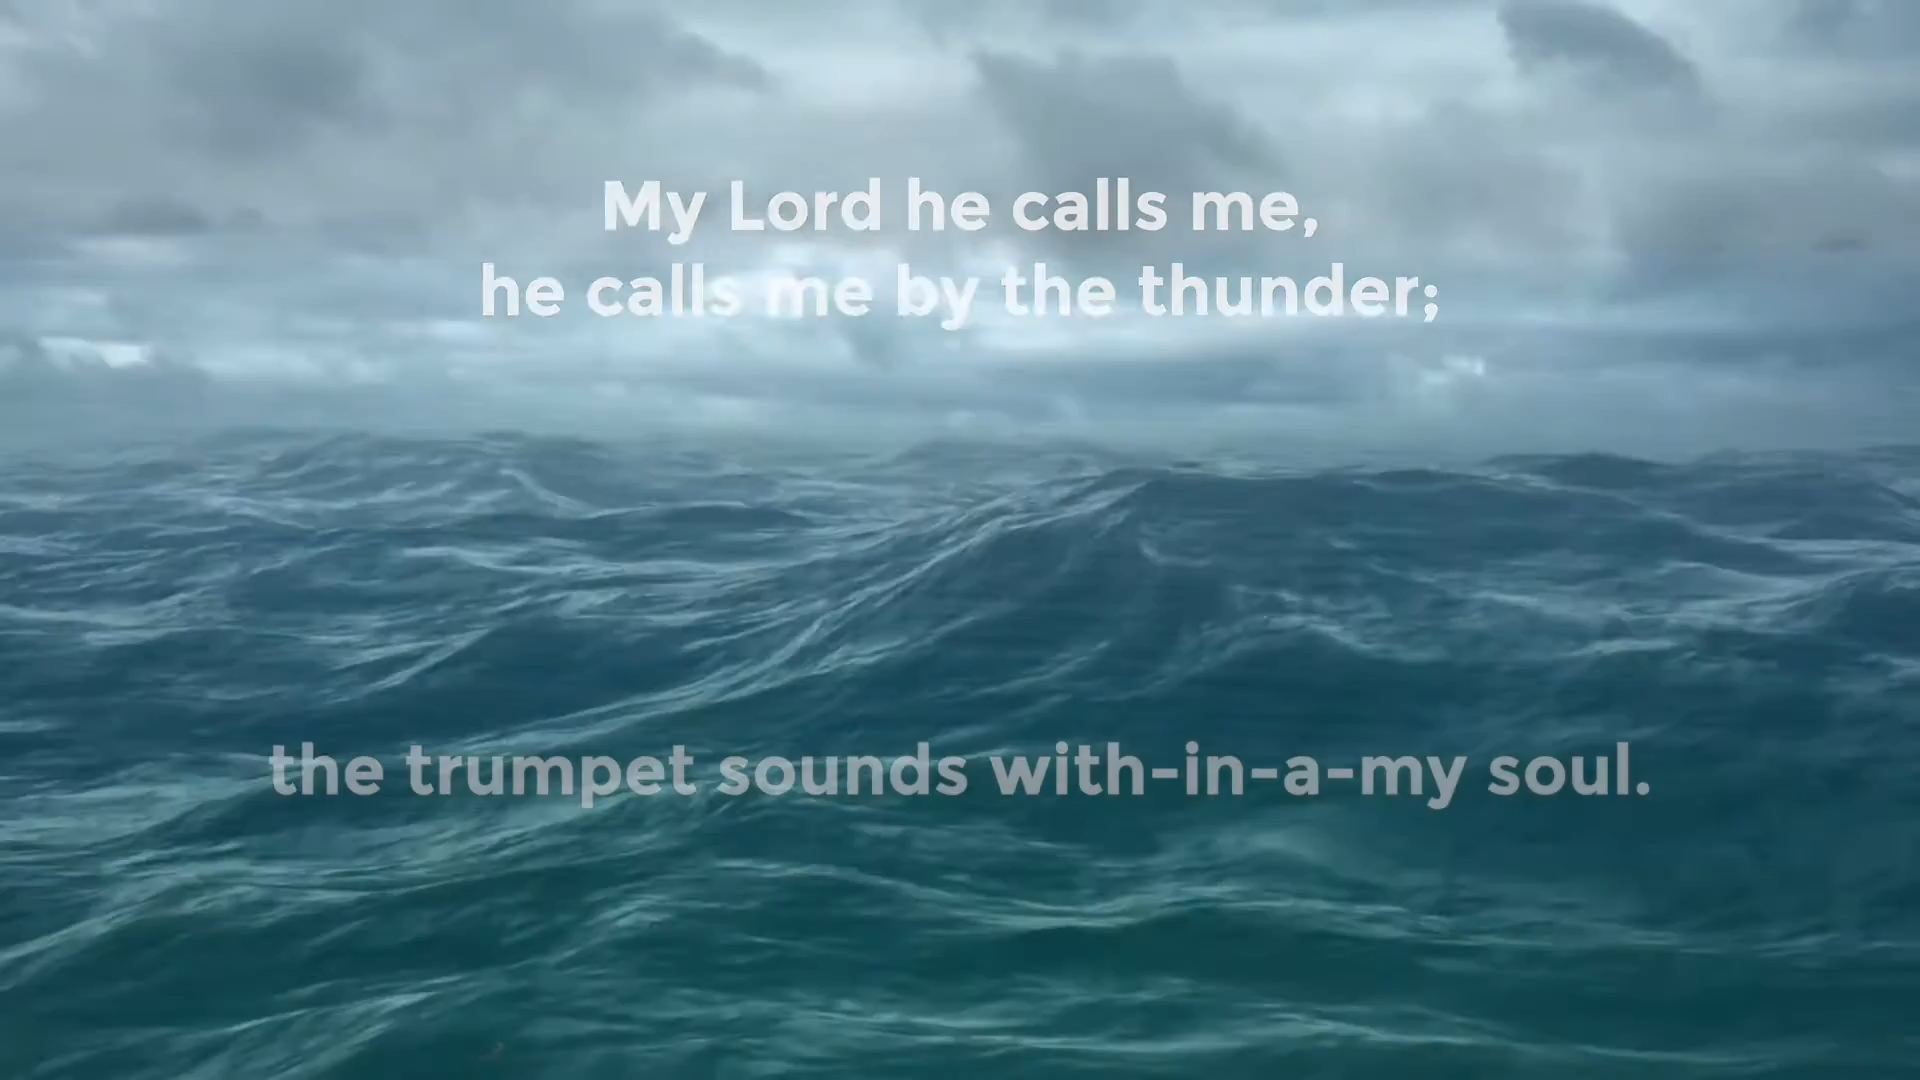 My Lord he calls me,
he calls me by the thunder;
the trumpet sounds with-in-a-my soul.